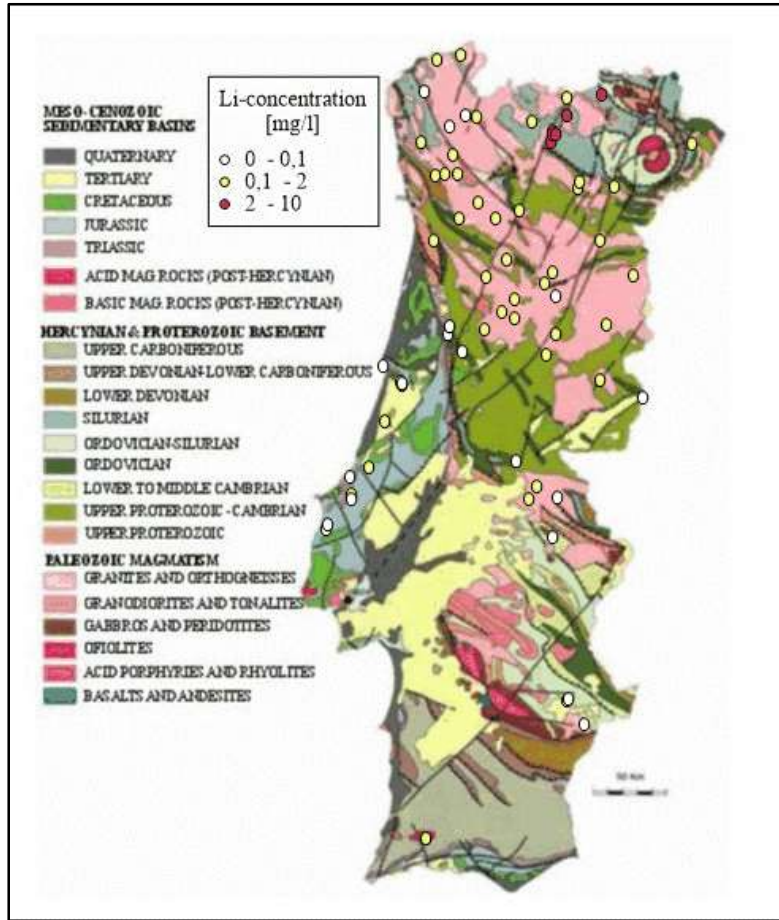 Li-concentration
[mg/l]
0 - 0,1
0,1 - 2
2 - 10
MESO-CENOZOIC
SEDIMENTARY BASINS
QUATERNARY
TERTIARY
CRETACEOUS
JURASSIC
TRIASSIC
ACID MAG ROCKS (POST-HERCYNIAN)
BASIC MAG. ROCKS (POST-HERCYNIAN)
HERCYNIAN & PROTEROZOIC BASEMENT
UPPER CARBONIFEROUS
UPPER DEVONIAN-LOWER CARBONIFEROUS
LOWER DEVONIAN
SILURIAN
ORDOVICIAN-SILURIAN
ORDOVICIAN
LOWER TO MIDDLE CAMBRIAN
UPPER PROTEROZOIC - CAMBRIAN
UPPER PROTEROZOIC
PALEOZOIC MAGMATISM
GRANITES AND ORTHOGNEISSES
GRANODIORITES AND TONALITES
GABBROS AND PERIDOTITES
OFIOLITES
ACID PORPHYRIES AND RHYOLITES
BASALTS AND ANDESITES
50 Km